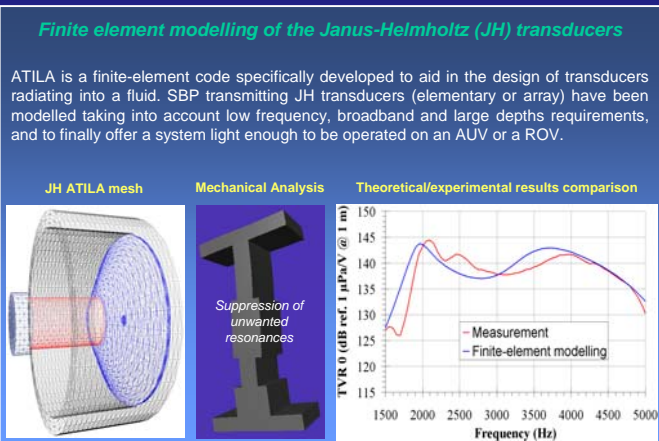 Finite element modelling of the Janus-Helmholtz (JH) transducers
ATILA is a finite-element code specifically developed to aid in the design of transducers
radiating into a fluid. SBP transmitting JH transducers (elementary or array) have been
modelled taking into account low frequency, broadband and large depths requirements,
and to finally offer a system light enough to be operated on an AUV or a ROV.
JH ATILA mesh
Mechanical Analysis
Theoretical/experimental results comparison
Suppression of
unwanted
resonances
TVR 0 (dB ref. 1 µPa/V @ 1 m)
150
145
140
135
130
125
120
115
Measurement
Finite-element modelling
1500 2000 2500 3000 3500 4000 4500 5000
Frequency (Hz)